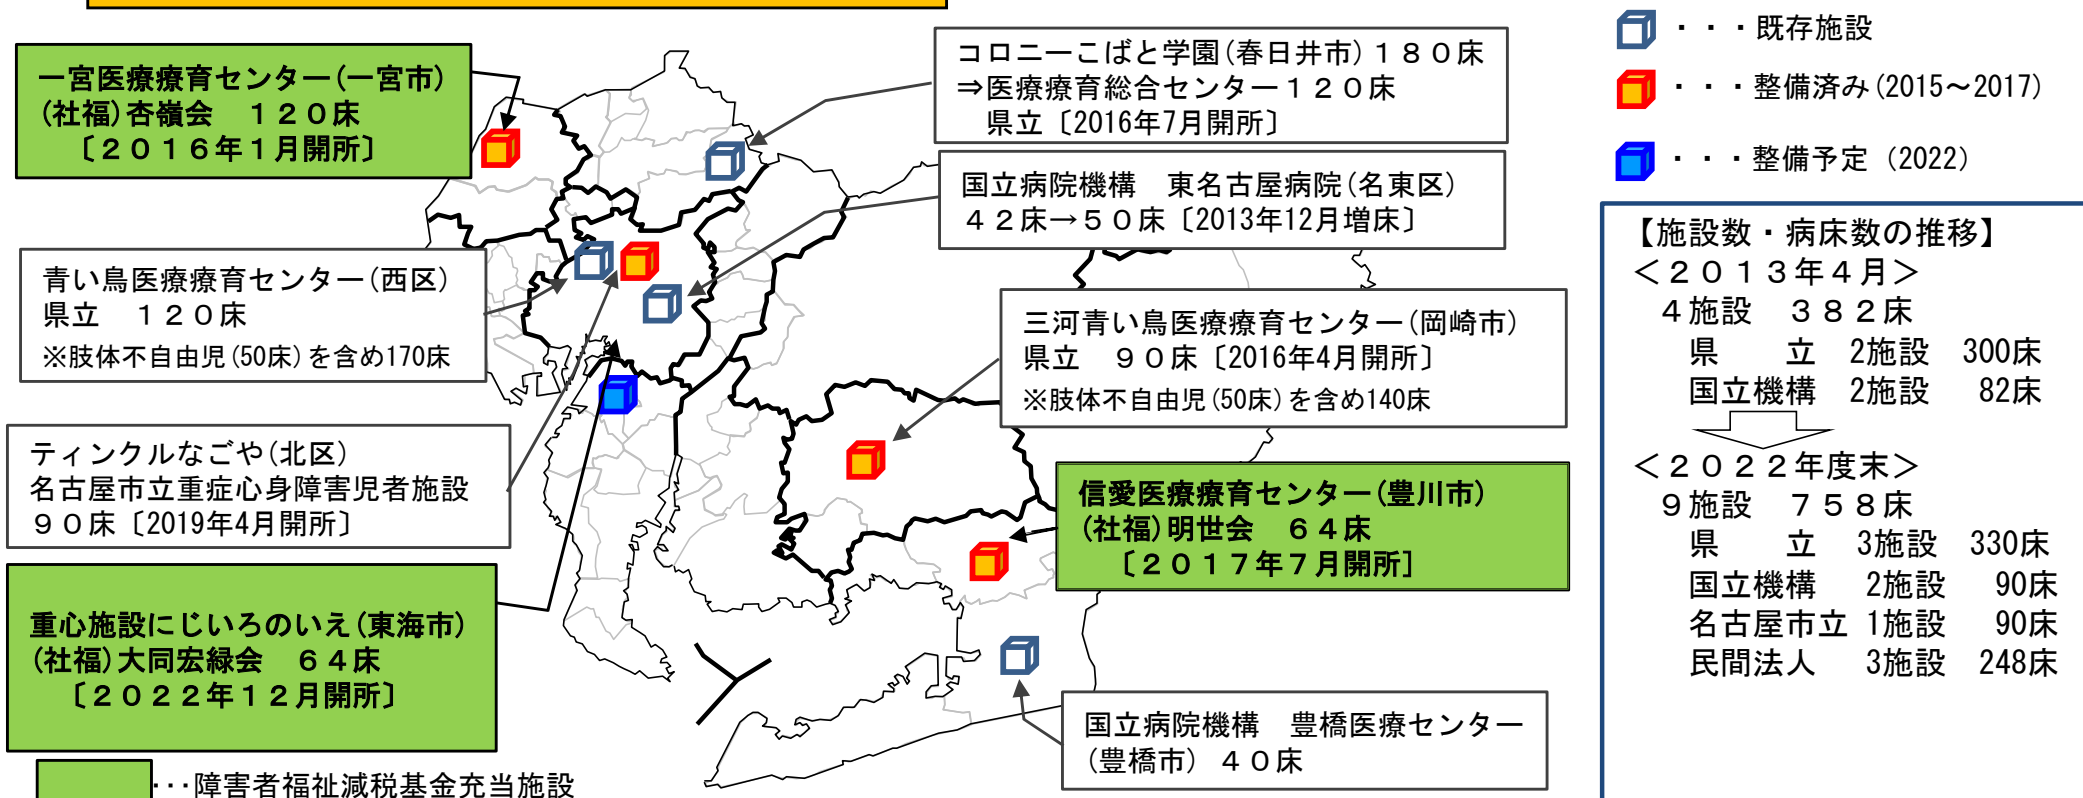 一宮医療療育センター(一宮市)
(社福)杏嶺会　１２０床
〔２０１６年１月開所〕
コロニーこばと学園(春日井市)１８０床
⇒医療療育総合センター１２０床
県立〔2016年7月開所〕
国立病院機構　東名古屋病院(名東区)
４２床→５０床〔2013年12月増床〕
青い鳥医療療育センター(西区)
県立　１２０床
※肢体不自由児(50床)を含め170床
三河青い鳥医療療育センター(岡崎市)
県立　９０床〔2016年4月開所〕
※肢体不自由児(50床)を含め140床
ティンクルなごや(北区)
名古屋市立重症心身障害児者施設
９０床〔2019年4月開所〕
信愛医療療育センター(豊川市)
(社福)明世会　６４床
〔２０１７年７月開所］
重心施設にじいろのいえ(東海市)
(社福)大同宏緑会　６４床
〔２０２２年１２月開所〕
国立病院機構　豊橋医療センター
(豊橋市)　４０床
・・・障害者福祉減税基金充当施設
・・・既存施設
・・・整備済み(2015～2017)
・・・整備予定 (2022)
【施設数・病床数の推移】
＜２０１３年４月＞
４施設　３８２床
県　　立　2施設　300床
国立機構　2施設　82床
＜２０２２年度末＞
９施設　７５８床
県　　立　3施設　330床
国立機構　2施設　90床
名古屋市立 1施設　90床
民間法人　3施設　248床